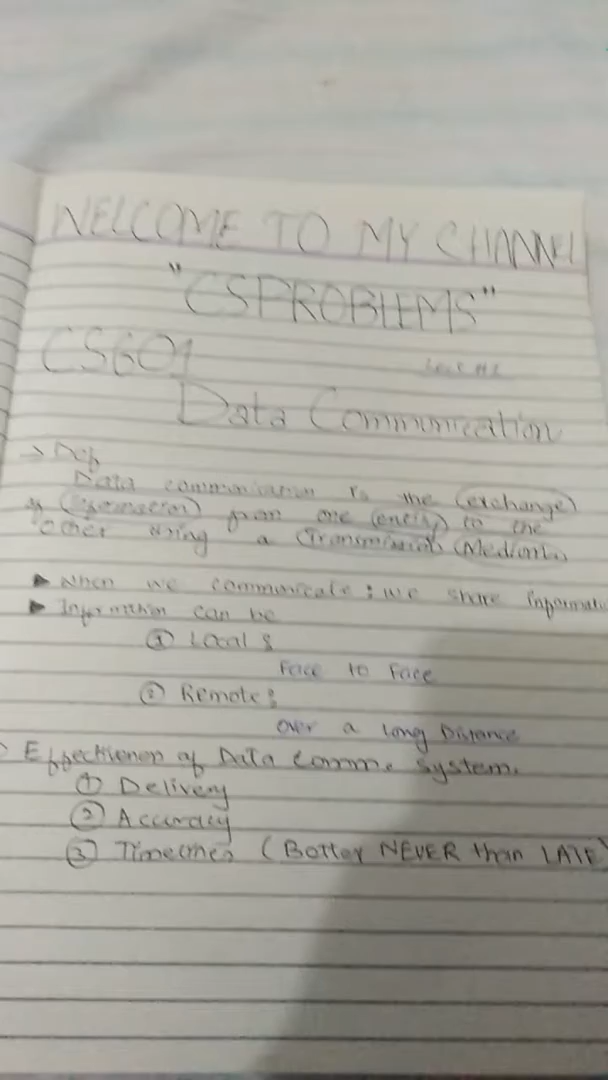 WELCOME TO MY CHANNEL
"CSPROBLEMS"
CS601
Data Communication
→ Def
Data communication is the (exchange)
of (information) from one (entity) to the
other using a (Transmission) (Medium).
▶ When we communicate; we share informati
▶ Information can be
① Local :
Face to Face
② Remote :
over a long Distance
Effectivenen of Data Comm. System.
① Delivery
② Accuracy
③ Timeliness (Better NEVER than LATE)